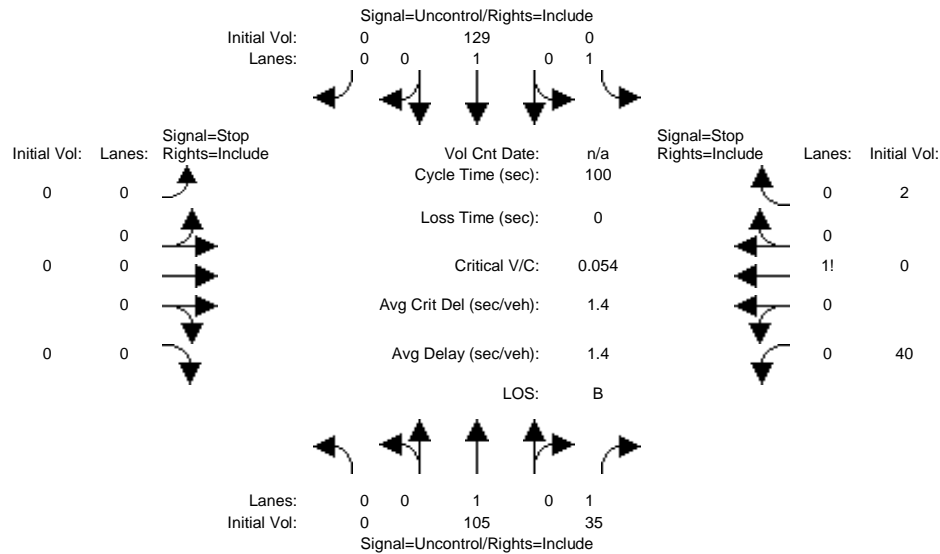 Signal=Uncontrol/Rights=Include
Initial Vol: 0 129 0
Lanes: 0 0 1 0 1
Signal=Stop Signal=Stop
Initial Vol: Lanes: Rights=Include Vol Cnt Date: n/a Rights=Include Lanes: Initial Vol:
Cycle Time (sec): 100
0 0 0 2
Loss Time (sec): 0
0 0
0 0 Critical V/C: 0.054 1! 0
0 Avg Crit Del (sec/veh): 1.4 0
0 0 Avg Delay (sec/veh): 1.4 0 40
LOS: B
Lanes: 0 0 1 0 1
Initial Vol: 0 105 35
Signal=Uncontrol/Rights=Include